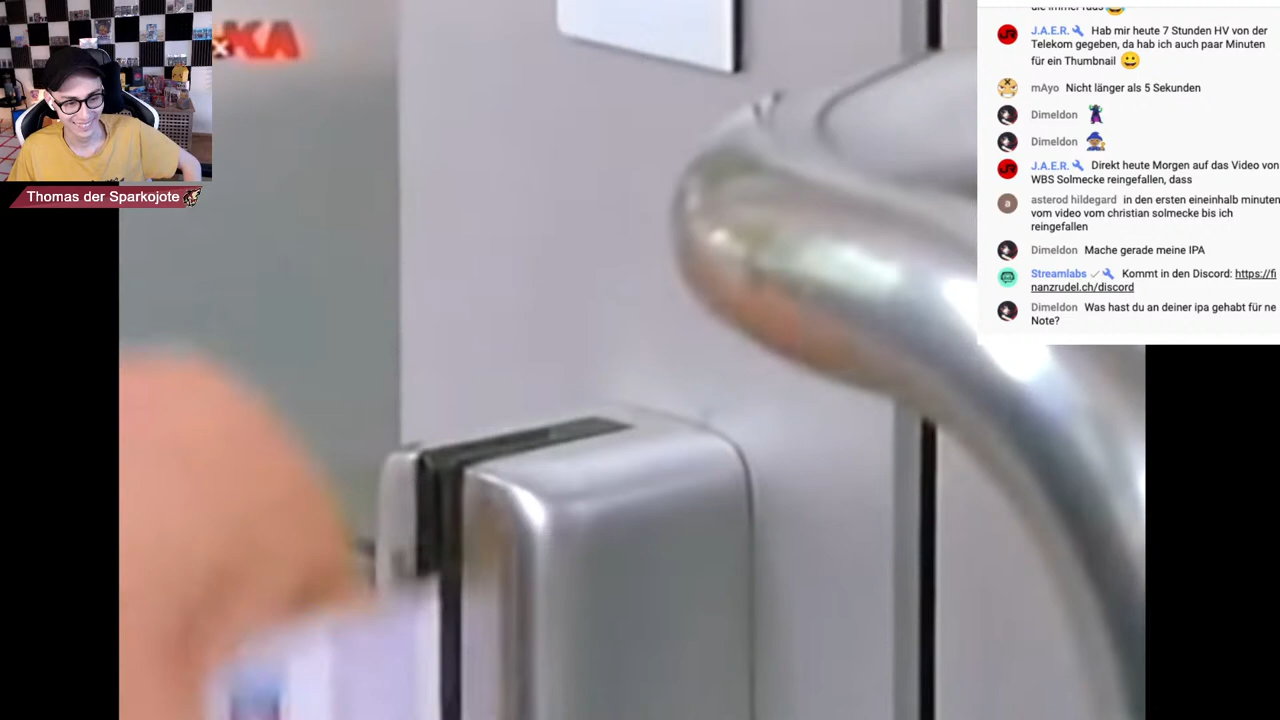 KA
Thomas der Sparkojote
J.A.E.R. Hab mir heute 7 Stunden HV von der
Telekom gegeben, da hab ich auch paar Minuten
für ein Thumbnail
mAyo Nicht länger als 5 Sekunden
Dimeldon
Dimeldon
J.A.E.R. Direkt heute Morgen auf das Video von
WBS Solmecke reingefallen, dass
a asterod hildegard in den ersten eineinhalb minuten
vom video vom christian solmecke bis ich
reingefallen
Dimeldon Mache gerade meine IPA
Streamlabs Kommt in den Discord: https://fi
nanzrudel.ch/discord
Dimeldon Was hast du an deiner ipa gehabt für ne
Note?